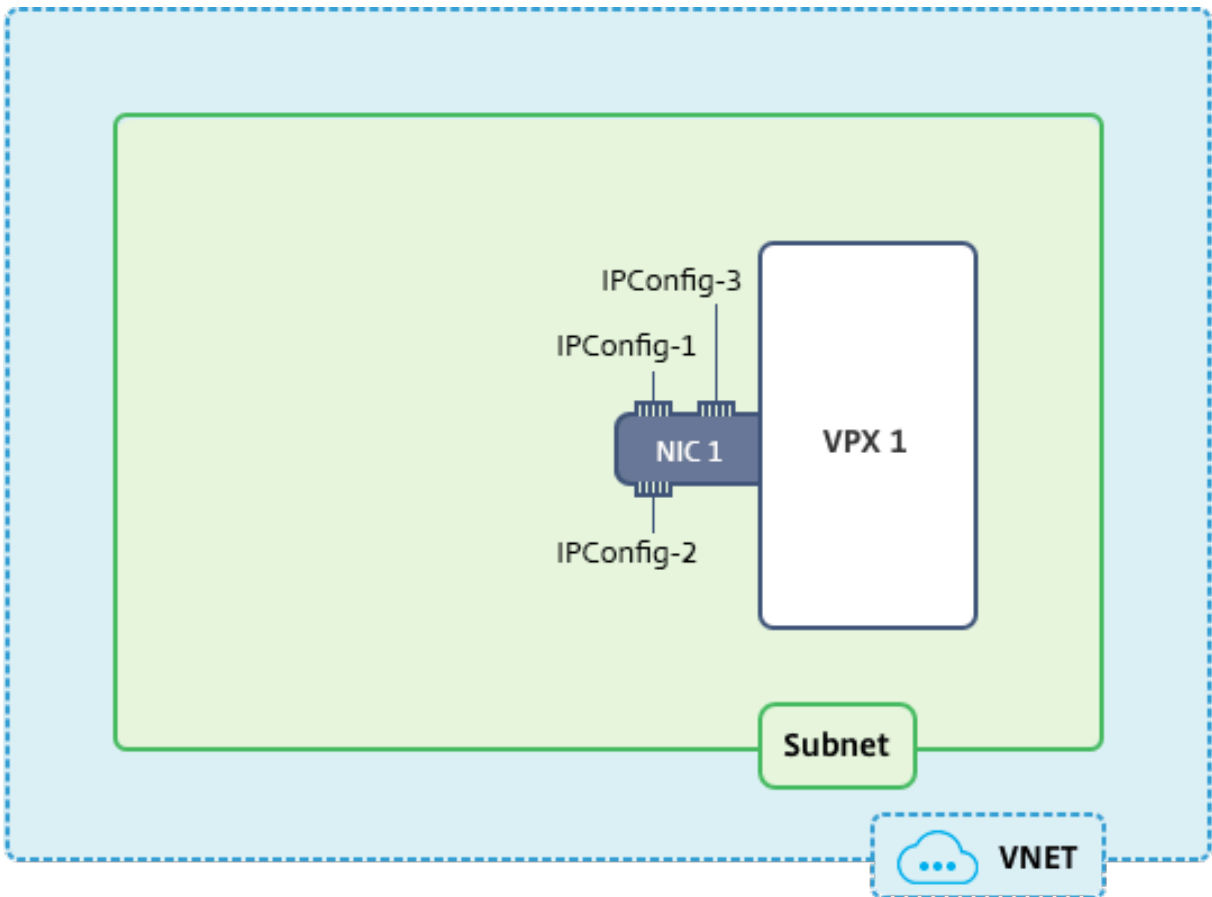 IPConfig-3
IPConfig-1
NIC 1
VPX 1
IPConfig-2
Subnet
VNET